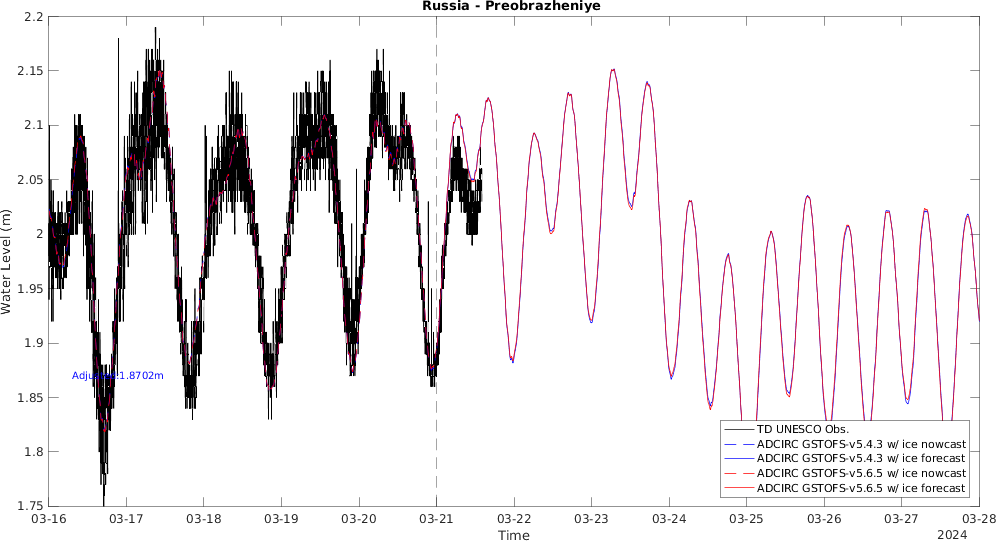 Russia - Preobrazheniye
Water Level (m)
2.2
2.15
2.1
2.05
2
1.95
1.9
1.85
1.8
1.75
1.8702m
TD UNESCO Obs.
ADCIRC GSTOFS-v5.4.3 w/ ice nowcast
ADCIRC GSTOFS-v5.4.3 w/ ice forecast
ADCIRC GSTOFS-v5.6.5 w/ ice nowcast
ADCIRC GSTOFS-v5.6.5 w/ ice forecast
03-16 03-17 03-18 03-19 03-20 03-21 03-22 03-23 03-24 03-25 03-26 03-27 03-28
Time
2024